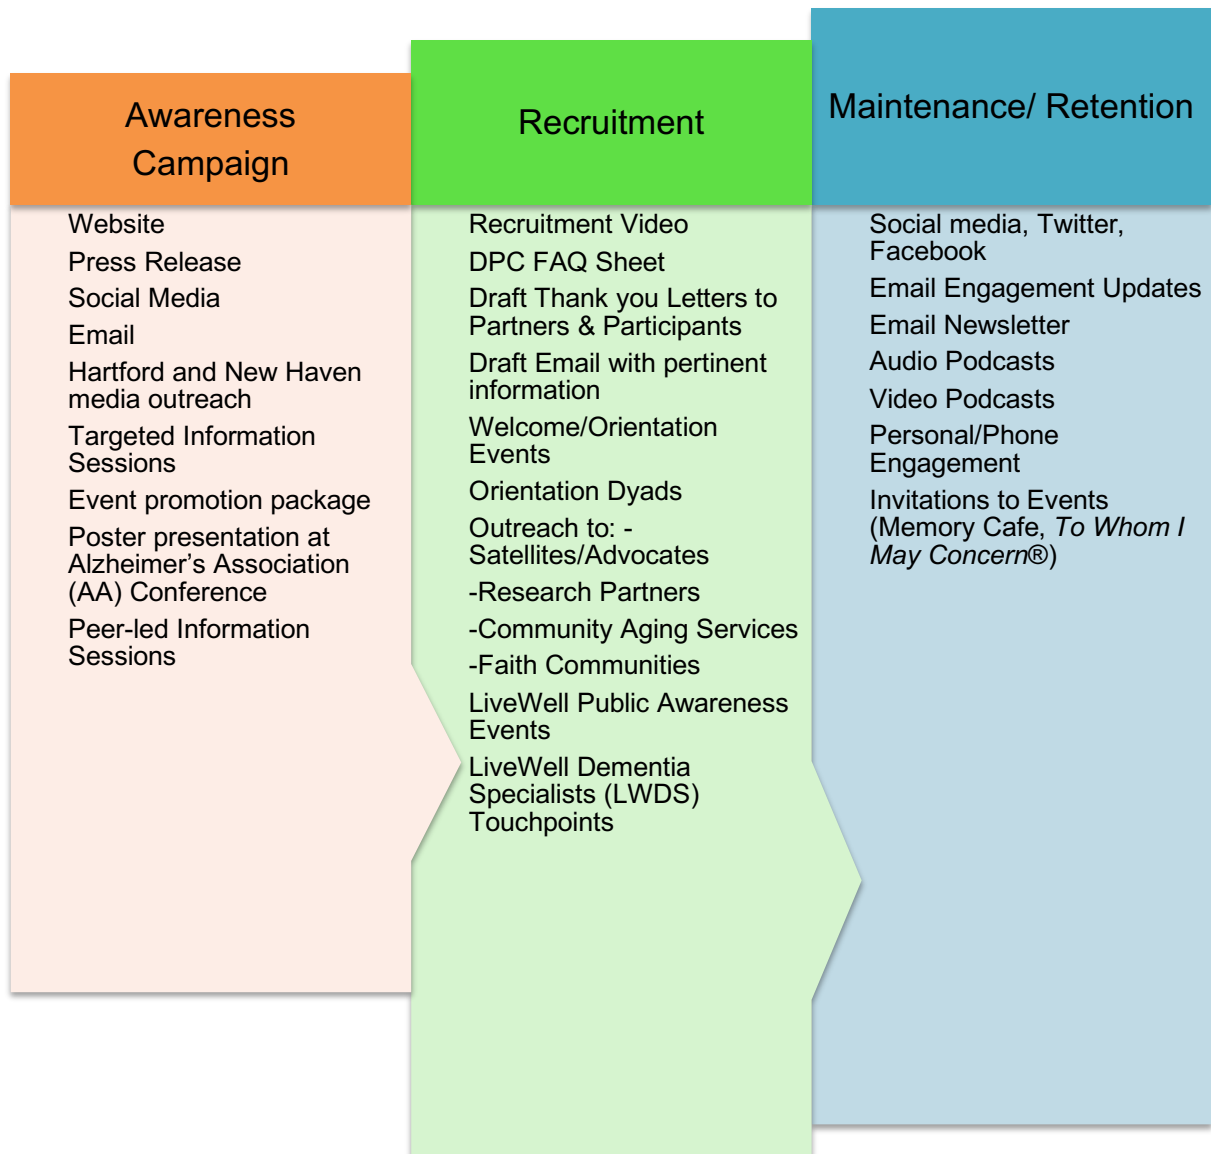 Awareness
Campaign
Website
Press Release
Social Media
Email
Hartford and New Haven
media outreach
Targeted Information
Sessions
Event promotion package
Poster presentation at
Alzheimer’s Association
(AA) Conference
Peer-led Information
Sessions
Recruitment
Recruitment Video
DPC FAQ Sheet
Draft Thank you Letters to
Partners & Participants
Draft Email with pertinent
information
Welcome/Orientation
Events
Orientation Dyads
Outreach to: -
Satellites/Advocates
-Research Partners
-Community Aging Services
-Faith Communities
LiveWell Public Awareness
Events
LiveWell Dementia
Specialists (LWDS)
Touchpoints
Maintenance/ Retention
Social media, Twitter,
Facebook
Email Engagement Updates
Email Newsletter
Audio Podcasts
Video Podcasts
Personal/Phone
Engagement
Invitations to Events
(Memory Cafe, To Whom I
May Concern®)